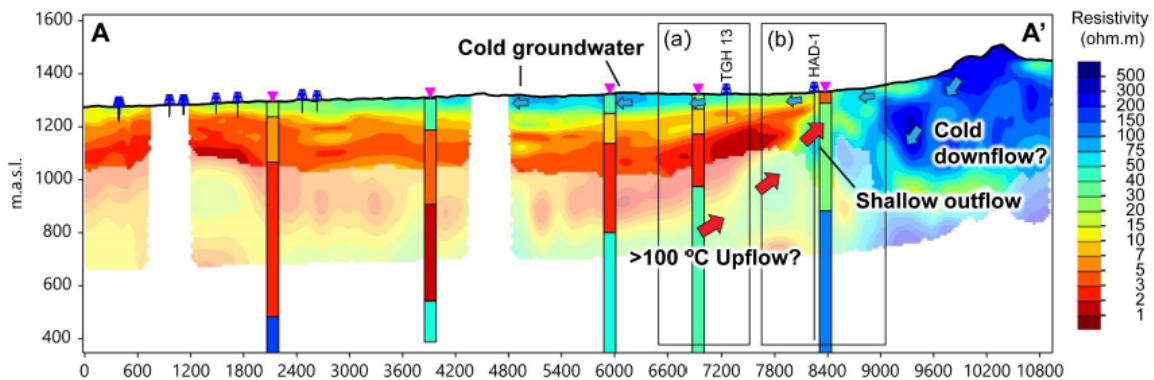 1600
1400
1200
1000
800
600
400
m.a.s.l.
A
Cold groundwater
(a)
TGH 13
(b)
HAD-1
A'
Cold
downflow?
Shallow outflow
>100 ºC Upflow?
0 600 1200 1800 2400 3000 3600 4200 4800 5400 6000 6600 7200 7800 8400 9000 9600 10200 10800
Resistivity
(ohm.m)
500
300
200
150
100
75
50
40
30
20
15
10
7
5
3
2
1